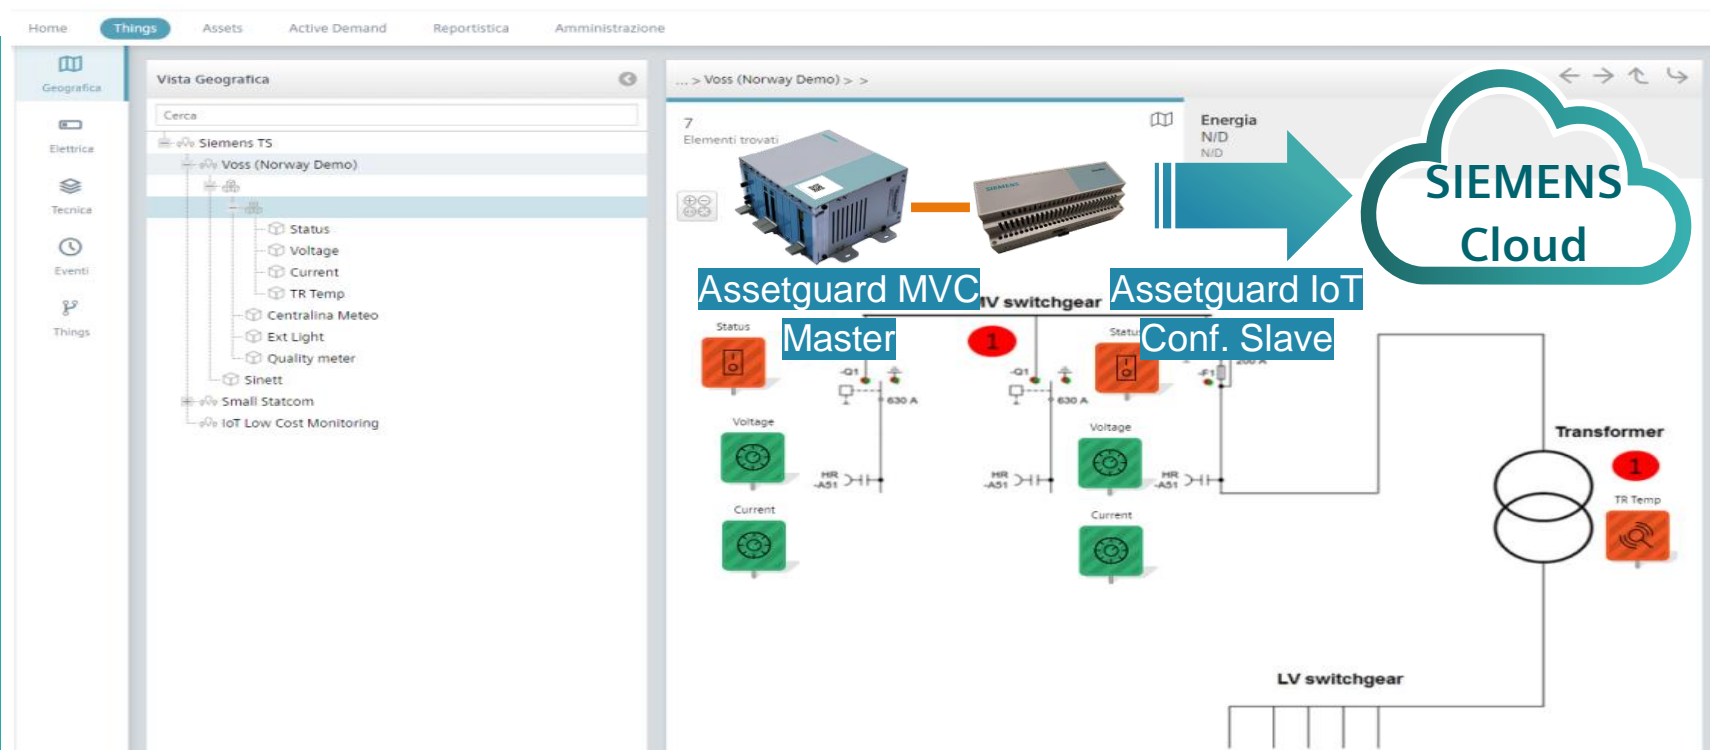 Home Things Assets Active Demand Reportistica Amministrazione
Geografica
Elettrica
Tecnica
Eventi
Things
Vista Geografica
Cerca
Siemens TS
Voss (Norway Demo)
Status
Voltage
Current
TR Temp
Centralina Meteo
Ext Light
Quality meter
Sinett
Small Statcom
IoT Low Cost Monitoring
... > Voss (Norway Demo) > >
7
Elementi trovati
Energia
N/D
N/D
SIEMENS
SIEMENS
Cloud
Assetguard MVC
Master
Assetguard IoT
Conf. Slave
MV switchgear
Status
1
Status
-Q1
630 A
-Q1
630 A
-F1
200 A
Voltage
Voltage
HR
-A51
HR
-A51
HR
-A51
Current
Current
Transformer
1
TR Temp
LV switchgear